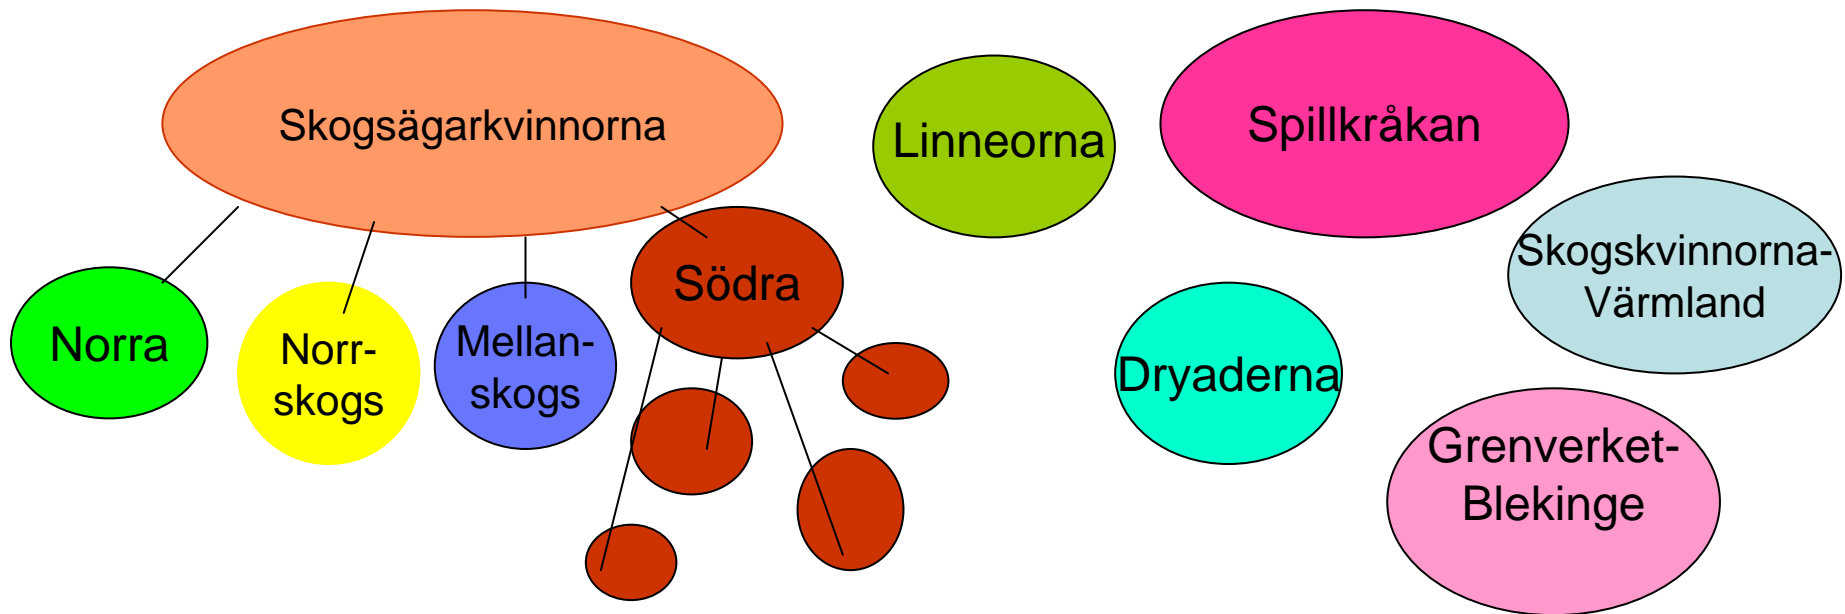 Skogsägarkvinnorna
Linneorna
Spillkråkan
Skogskvinnorna-
Värmland
Södra
Norra
Norr-
skogs
Mellan-
skogs
Dryaderna
Grenverket-
Blekinge